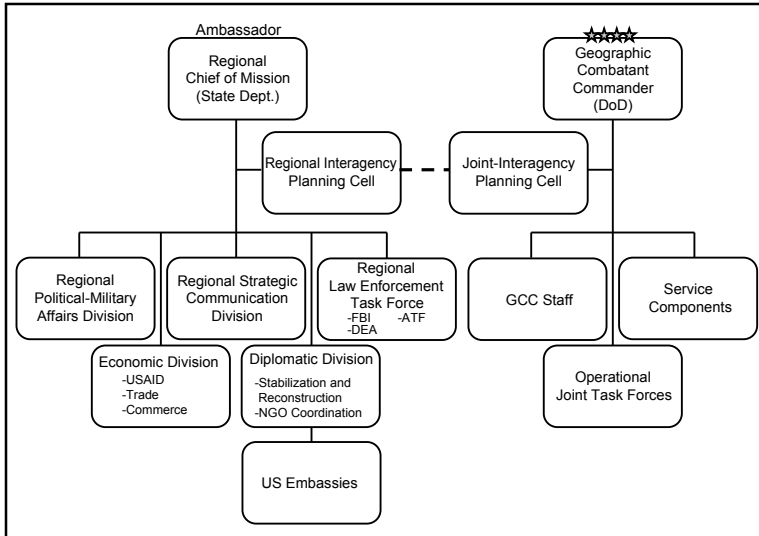 Ambassador
Regional
Chief of Mission
(State Dept.)
Geographic
Combatant
Commander
(DoD)
Regional Interagency
Planning Cell
Joint-Interagency
Planning Cell
Regional
Political-Military
Affairs Division
Regional Strategic
Communication
Division
Regional
Law Enforcement
Task Force
-FBI -ATF
-DEA
GCC Staff
Service
Components
Economic Division
-USAID
-Trade
-Commerce
Diplomatic Division
-Stabilization and
Reconstruction
-NGO Coordination
Operational
Joint Task Forces
US Embassies